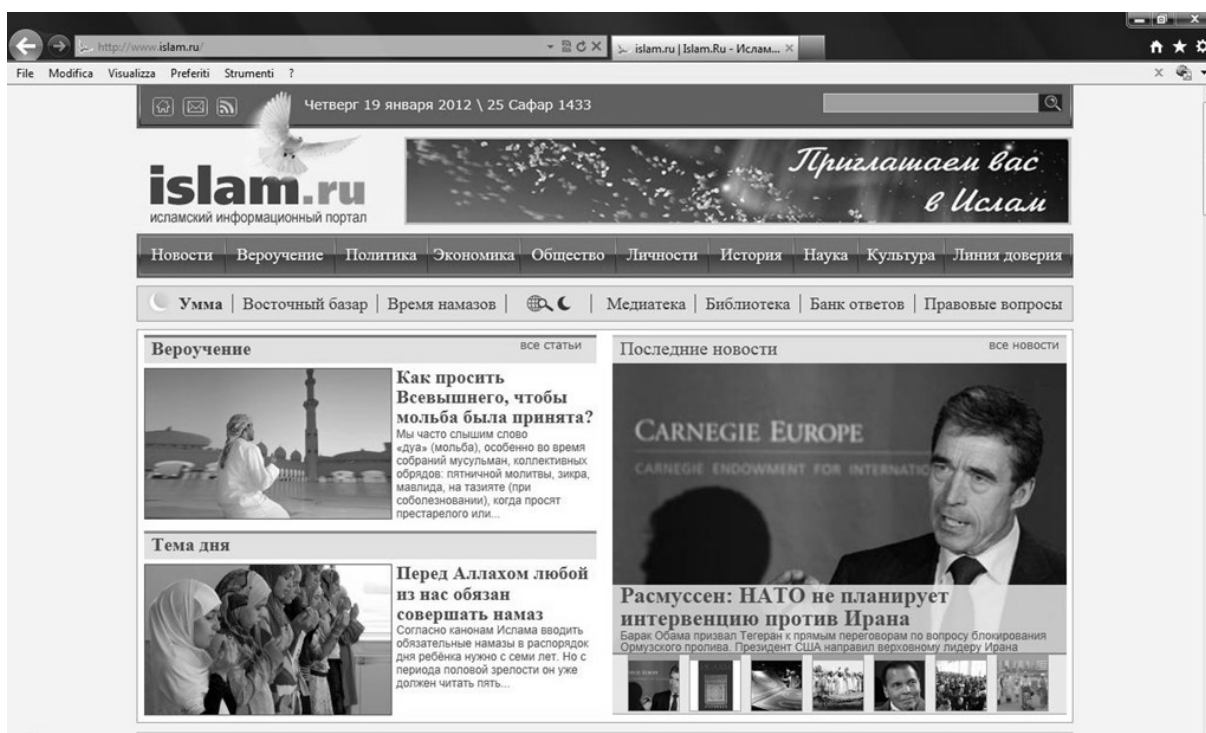 http://www.islam.ru/
islam.ru | Islam.Ru - Ислам...
File Modifica Visualizza Preferiti Strumenti ?
Четверг 19 января 2012 \ 25 Сафар 1433
islam.ru
исламский информационный портал
Приглашаем вас
в Ислам
Новости Вероучение Политика Экономика Общество Личности История Наука Культура Линия доверия
Умма | Восточный базар | Время намазов | | Медиатека | Библиотека | Банк ответов | Правовые вопросы
Вероучение все статьи
Как просить
Всевышнего, чтобы
мольба была принята?
Мы часто слышим слово
«дуа» (мольба), особенно во время
собраний мусульман, коллективных
обрядов: пятничной молитвы, зикра,
мавлида, на тазияте (при
соболезновании), когда просят
престарелого или...
Тема дня
Перед Аллахом любой
из нас обязан
совершать намаз
Согласно канонам Ислама вводить
обязательные намазы в распорядок
дня ребёнка нужно с семи лет. Но с
периода половой зрелости он уже
должен читать пять...
Последние новости все новости
CARNEGIE EUROPE
CARNEGIE ENDOWMENT FOR INTERNATIO
Расмуссен: НАТО не планирует
интервенцию против Ирана
Барак Обама призвал Тегеран к прямым переговорам по вопросу блокирования
Ормузского пролива. Президент США направил верховному лидеру Ирана